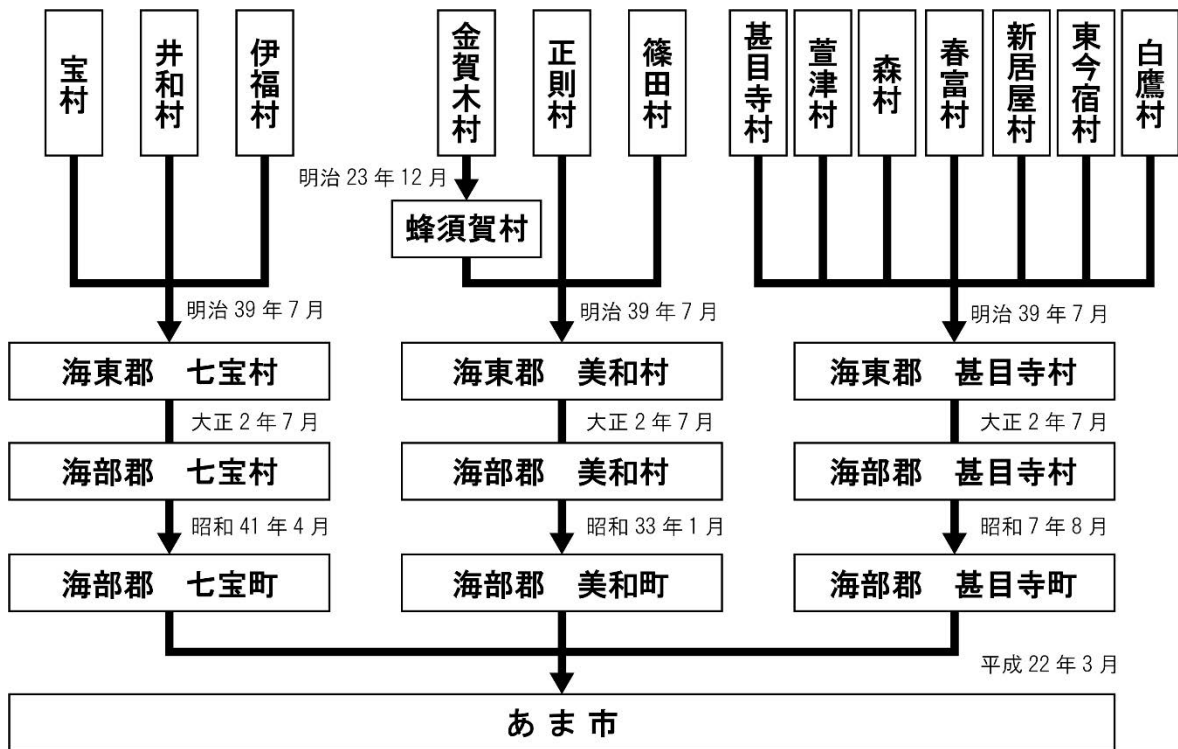 宝村
井和村
伊福村
金賀木村
正則村
篠田村
甚目寺村
萱津村
森村
春富村
新居屋村
東今宿村
白鷹村
明治 23 年 12 月
蜂須賀村
明治 39 年 7 月
明治 39 年 7 月
明治 39 年 7 月
海東郡　七宝村
海東郡　美和村
海東郡　甚目寺村
大正 2 年 7 月
大正 2 年 7 月
大正 2 年 7 月
海部郡　七宝村
海部郡　美和村
海部郡　甚目寺村
昭和 41 年 4 月
昭和 33 年 1 月
昭和 7 年 8 月
海部郡　七宝町
海部郡　美和町
海部郡　甚目寺町
平成 22 年 3 月
あ ま 市